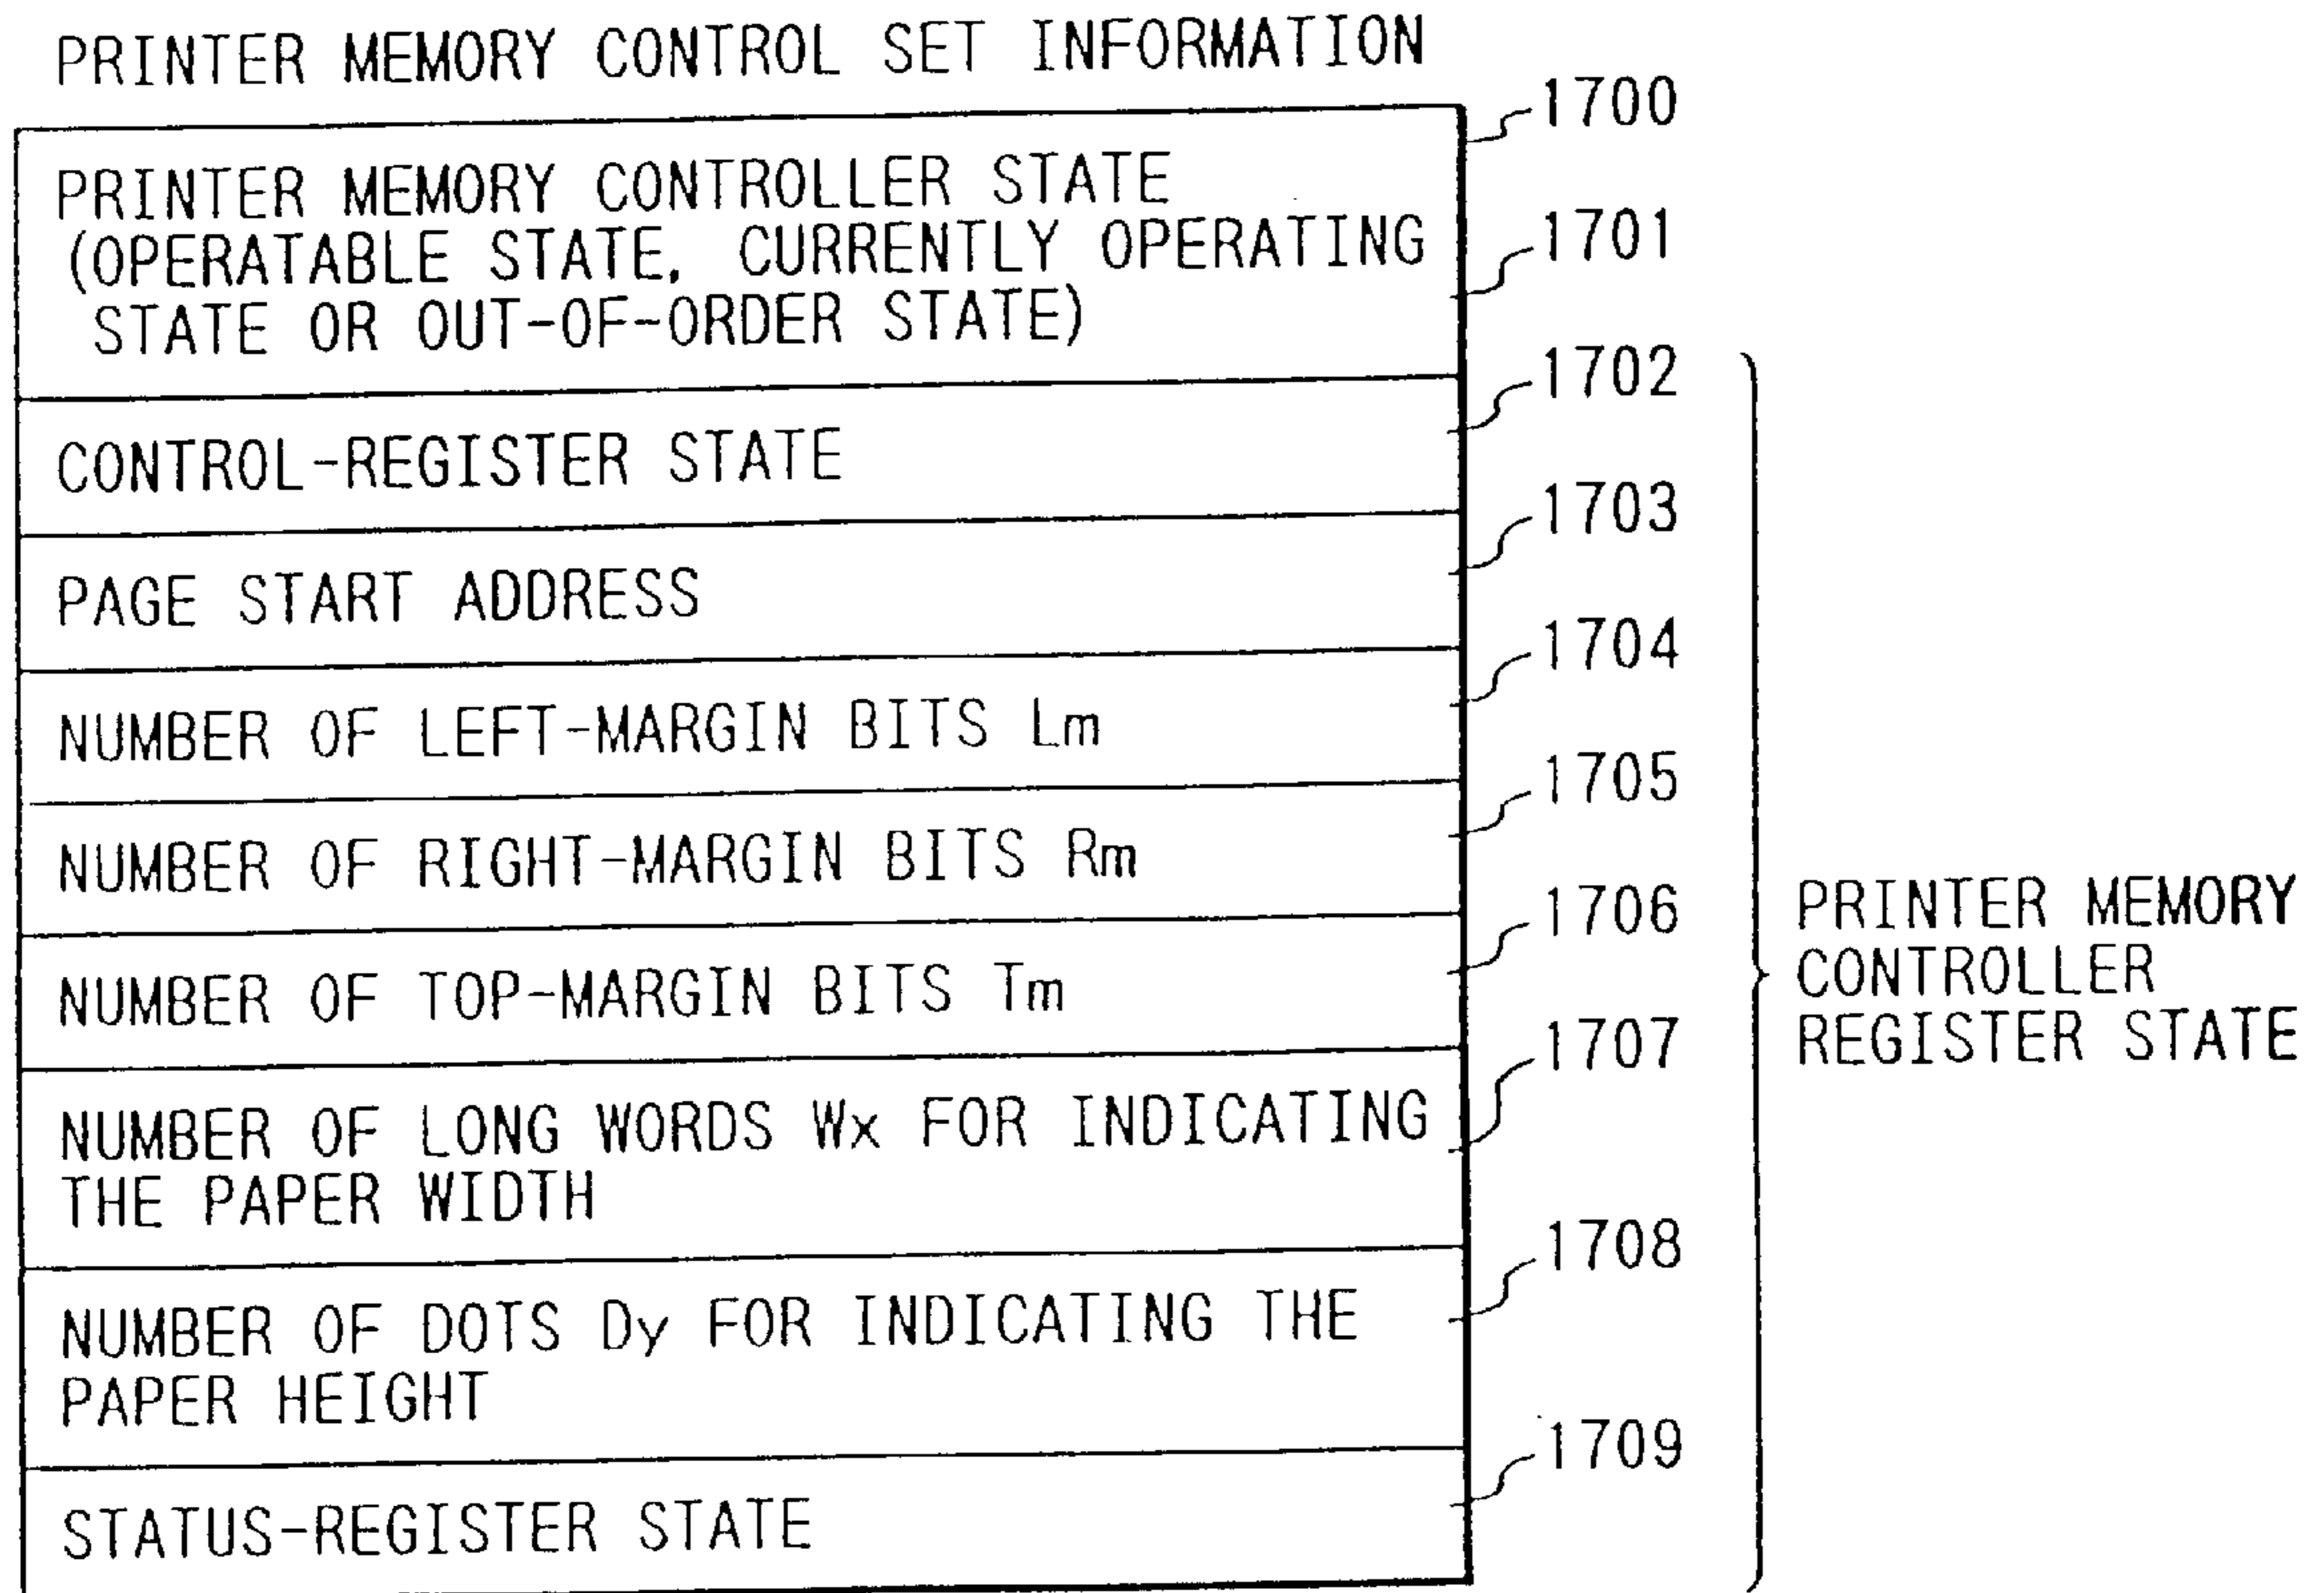 PRINTER MEMORY CONTROL SET INFORMATION
1700
PRINTER MEMORY CONTROLLER STATE
(OPERATABLE STATE, CURRENTLY OPERATING
STATE OR OUT-OF-ORDER STATE)
1701
CONTROL-REGISTER STATE
1702
PAGE START ADDRESS
1703
NUMBER OF LEFT-MARGIN BITS Lm
1704
NUMBER OF RIGHT-MARGIN BITS Rm
1705
NUMBER OF TOP-MARGIN BITS Tm
1706
NUMBER OF LONG WORDS Wx FOR INDICATING
THE PAPER WIDTH
1707
NUMBER OF DOTS Dy FOR INDICATING THE
PAPER HEIGHT
1708
STATUS-REGISTER STATE
1709
PRINTER MEMORY
CONTROLLER
REGISTER STATE